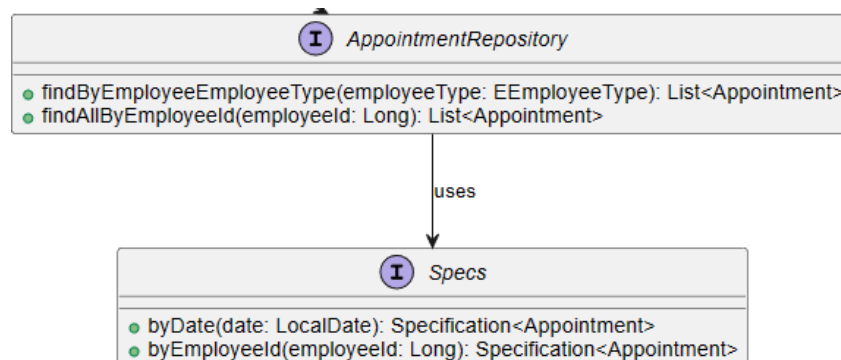 I AppointmentRepository
findByEmployeeEmployeeType(employeeType: EEmployeeType): List<Appointment>
findAllByEmployeeId(employeeId: Long): List<Appointment>
uses
I Specs
byDate(date: LocalDate): Specification<Appointment>
byEmployeeId(employeeId: Long): Specification<Appointment>